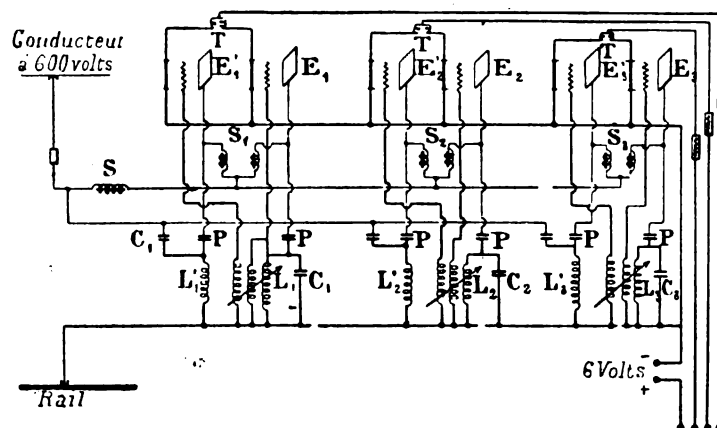 Conducteur
à 600 volts
T
T
T
E'₁
E₁
E'₂
E₂
E'₃
S₁
S₂
S₃
S
C₁
P
P
P
P
P
P
L'₁
L₁
C₁
L'₂
L₂
C₂
L'₃
L₃
C₃
Rail
6 Volts
-
+